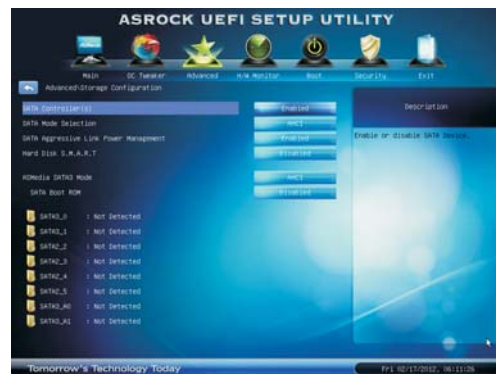 ASROCK UEFI SETUP UTILITY
Main OC Tweaker Advanced H/W Monitor Boot Security Exit
Advanced\Storage Configuration
Description
SATA Controller(s) Enabled
SATA Mode Selection AHCI
Enable or disable SATA Device.
SATA Aggressive Link Power Management Enabled
Hard Disk S.M.A.R.T Disabled
ASMedia SATA3 Mode AHCI
SATA Boot ROM Disabled
SATA3_0 : Not Detected
SATA3_1 : Not Detected
SATA2_2 : Not Detected
SATA2_3 : Not Detected
SATA2_4 : Not Detected
SATA2_5 : Not Detected
SATA3_A0 : Not Detected
SATA3_A1 : Not Detected
Tomorrow's Technology Today
Fri 02/17/2012, 06:11:26